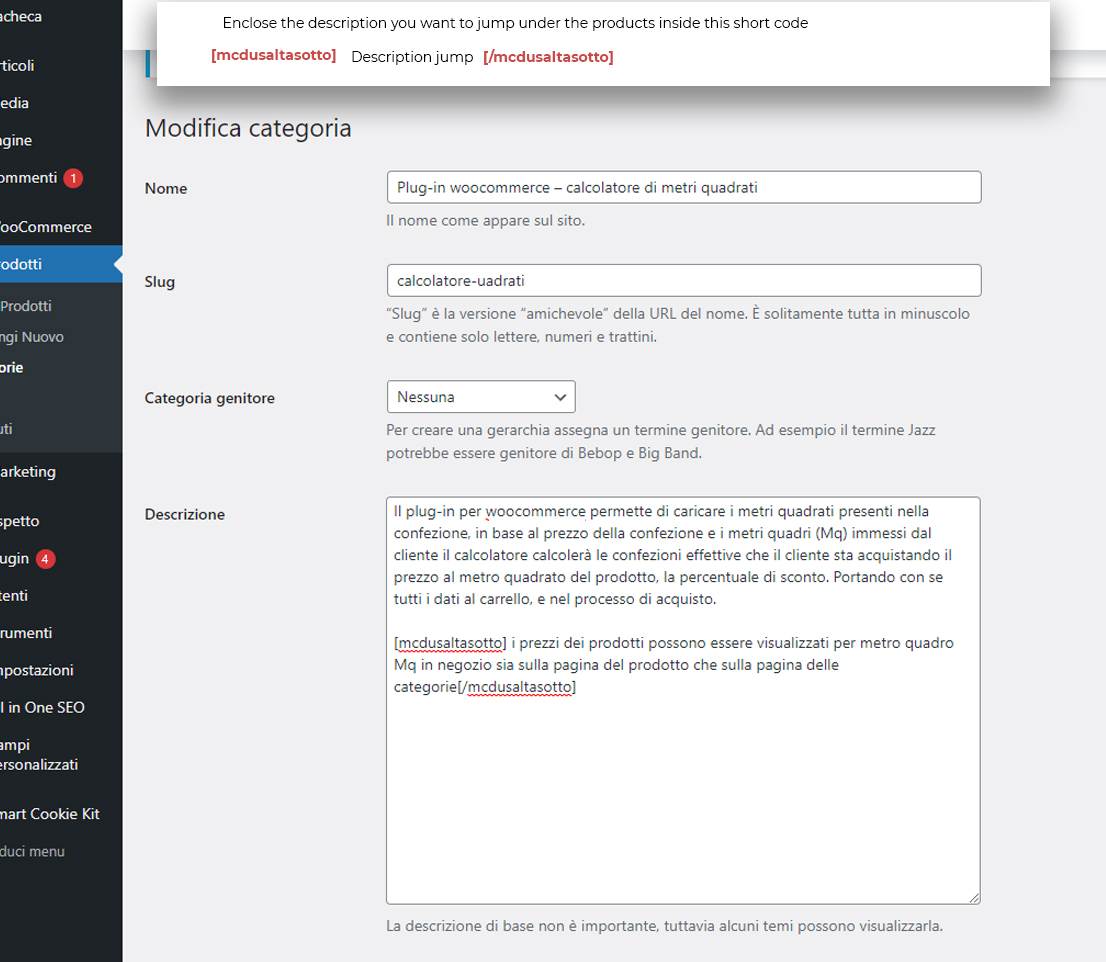 Enclose the description you want to jump under the products inside this short code
[mcdusaltasotto] Description jump [/mcdusaltasotto]
acheca
rticoli
edia
gine
ommenti 1
ooCommerce
odotti
Prodotti
ngi Nuovo
orie
uti
arketing
spetto
ugin 4
tenti
rumenti
mpostazioni
l in One SEO
ampi
ersonalizzati
mart Cookie Kit
duci menu
Modifica categoria
Nome
Plug-in woocommerce – calcolatore di metri quadrati
Il nome come appare sul sito.
Slug
calcolatore-uadrati
“Slug” è la versione “amichevole” della URL del nome. È solitamente tutta in minuscolo
e contiene solo lettere, numeri e trattini.
Categoria genitore
Nessuna
Per creare una gerarchia assegna un termine genitore. Ad esempio il termine Jazz
potrebbe essere genitore di Bebop e Big Band.
Descrizione
Il plug-in per woocommerce permette di caricare i metri quadrati presenti nella
confezione, in base al prezzo della confezione e i metri quadri (Mq) immessi dal
cliente il calcolatore calcolerà le confezioni effettive che il cliente sta acquistando il
prezzo al metro quadrato del prodotto, la percentuale di sconto. Portando con se
tutti i dati al carrello, e nel processo di acquisto.
[mcdusaltasotto] i prezzi dei prodotti possono essere visualizzati per metro quadro
Mq in negozio sia sulla pagina del prodotto che sulla pagina delle
categorie[/mcdusaltasotto]
La descrizione di base non è importante, tuttavia alcuni temi possono visualizzarla.